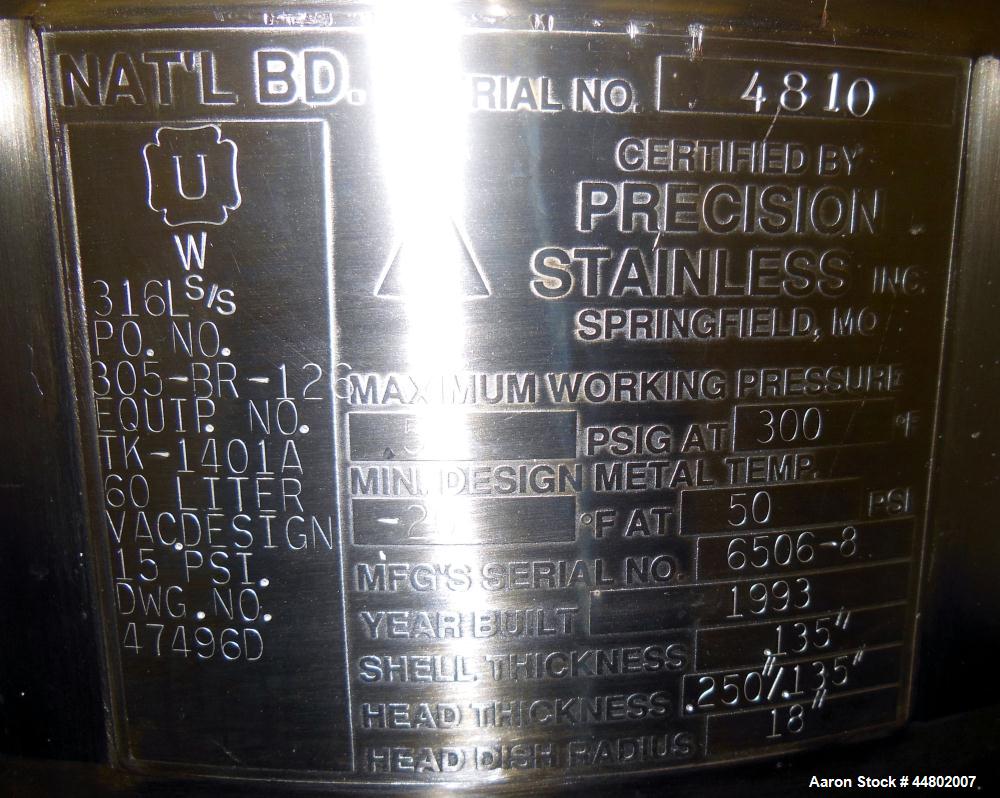 NAT'L BD. RIAL NO. 4810
U
W
316L S/S
PO. NO.
305-BR-126
EQUIP. NO.
TK-1401A
60 LITER
VACDESIGN
15 PSI.
DWG. NO.
47496D
CERTIFIED BY
PRECISION
STAINLESS INC.
SPRINGFIELD, MO
MAXIMUM WORKING PRESSURE
PSIG AT 300 °F
MIN. DESIGN METAL TEMP.
°F AT 50 PSI
MFG'S SERIAL NO. 6506-8
YEAR BUILT 1993
SHELL THICKNESS .135"
HEAD THICKNESS .250"/.135"
HEAD DISH RADIUS 18"
Aaron Stock # 44802007